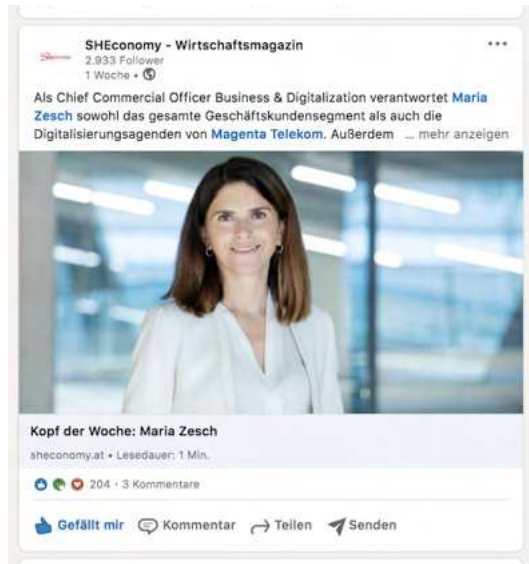 SHEconomy - Wirtschaftsmagazin
2.933 Follower
1 Woche •
Als Chief Commercial Officer Business & Digitalization verantwortet Maria
Zesch sowohl das gesamte Geschäftskundensegment als auch die
Digitalisierungsagenden von Magenta Telekom. Außerdem ... mehr anzeigen
Kopf der Woche: Maria Zesch
sheconomy.at • Lesedauer: 1 Min.
204 · 3 Kommentare
Gefällt mir Kommentar Teilen Senden